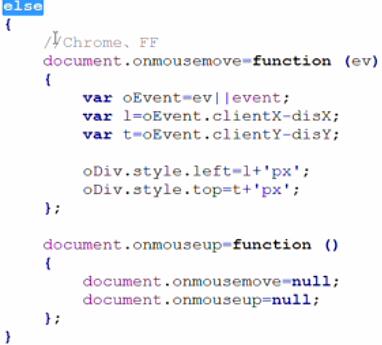 else
{
//Chrome、FF
document.onmousemove=function (ev)
{
var oEvent=ev||event;
var l=oEvent.clientX-disX;
var t=oEvent.clientY-disY;
oDiv.style.left=l+'px';
oDiv.style.top=t+'px';
};
document.onmouseup=function ()
{
document.onmousemove=null;
document.onmouseup=null;
};
}